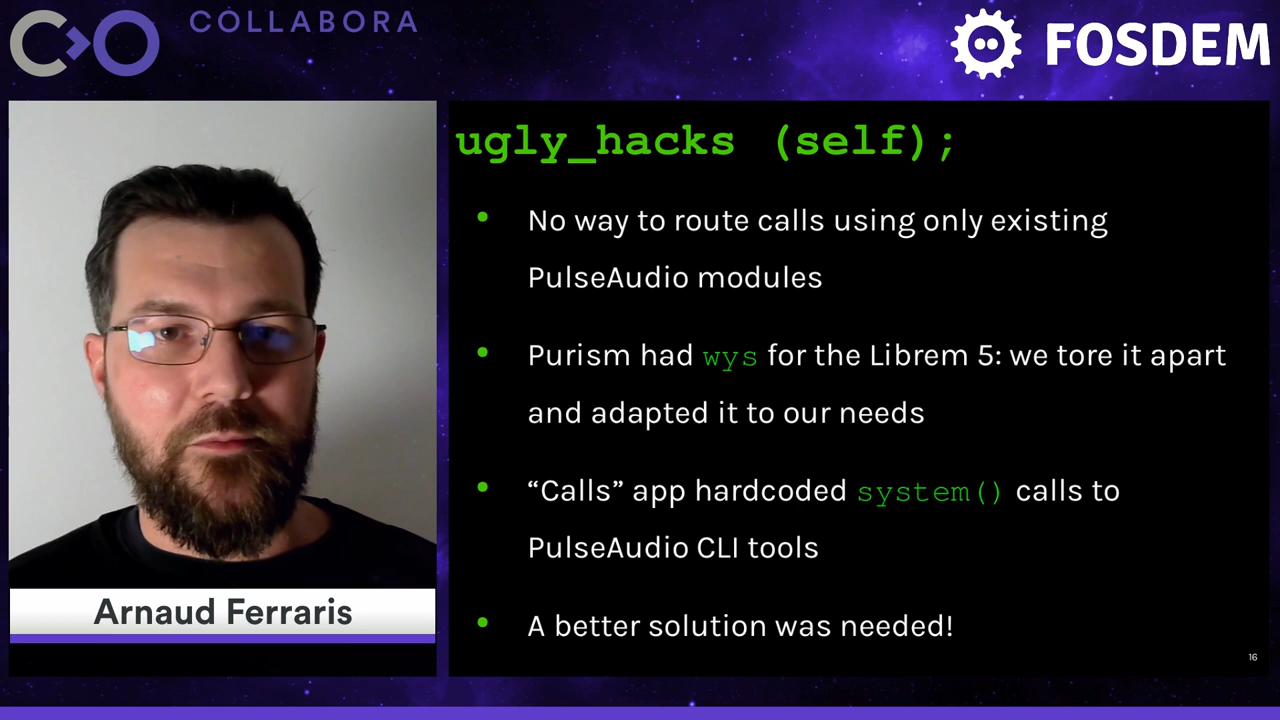 COLLABORA
FOSDEM
ugly_hacks (self);
• No way to route calls using only existing
PulseAudio modules
• Purism had wys for the Librem 5: we tore it apart
and adapted it to our needs
• “Calls” app hardcoded system() calls to
PulseAudio CLI tools
• A better solution was needed!
Arnaud Ferraris
16